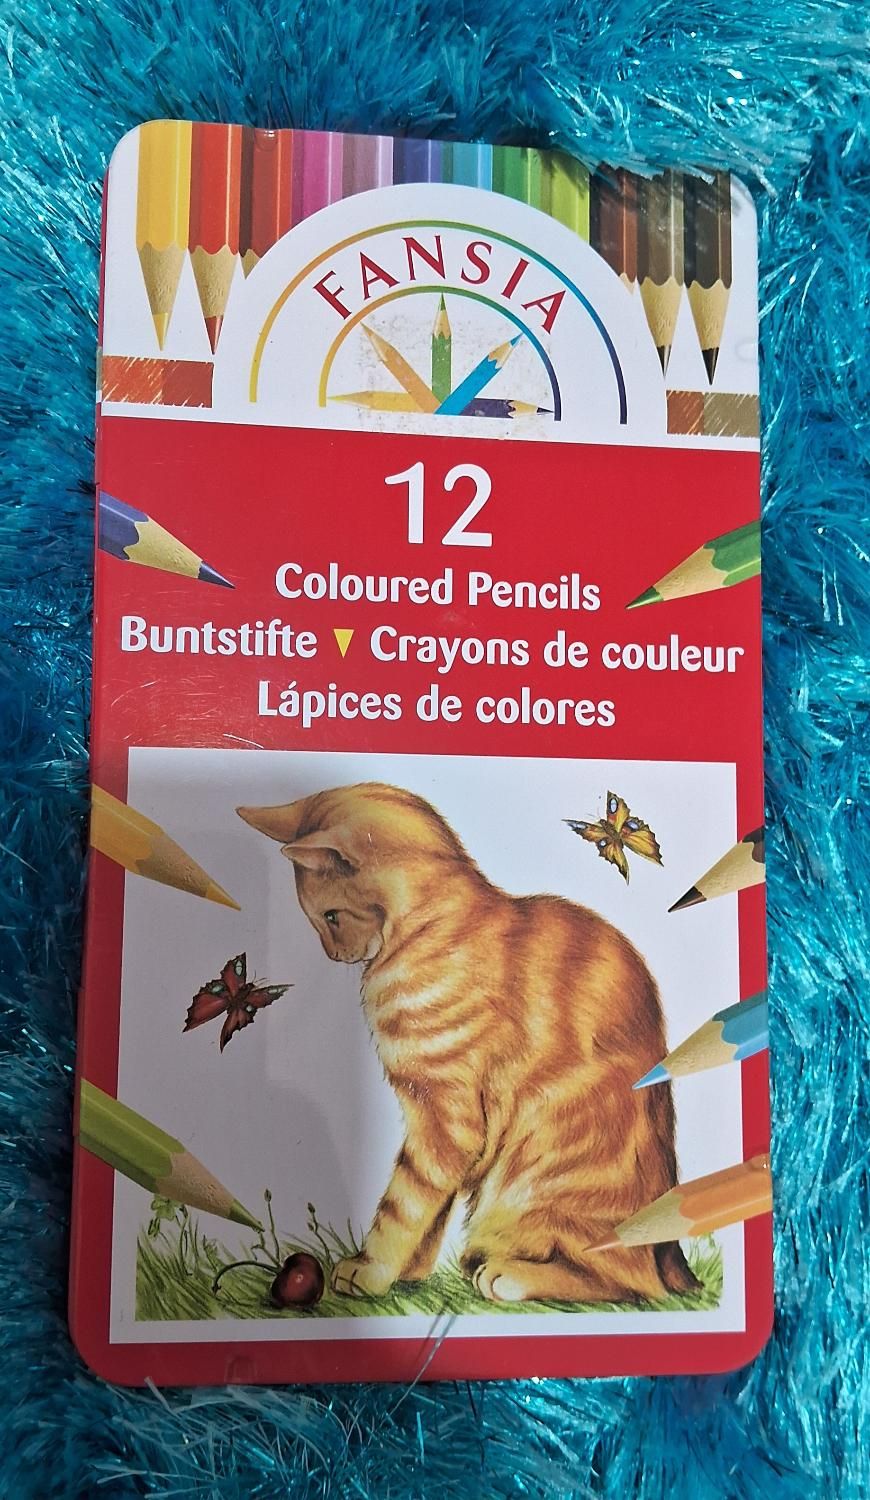 FANSIA
12
Coloured Pencils
Buntstifte Crayons de couleur
Lápices de colores